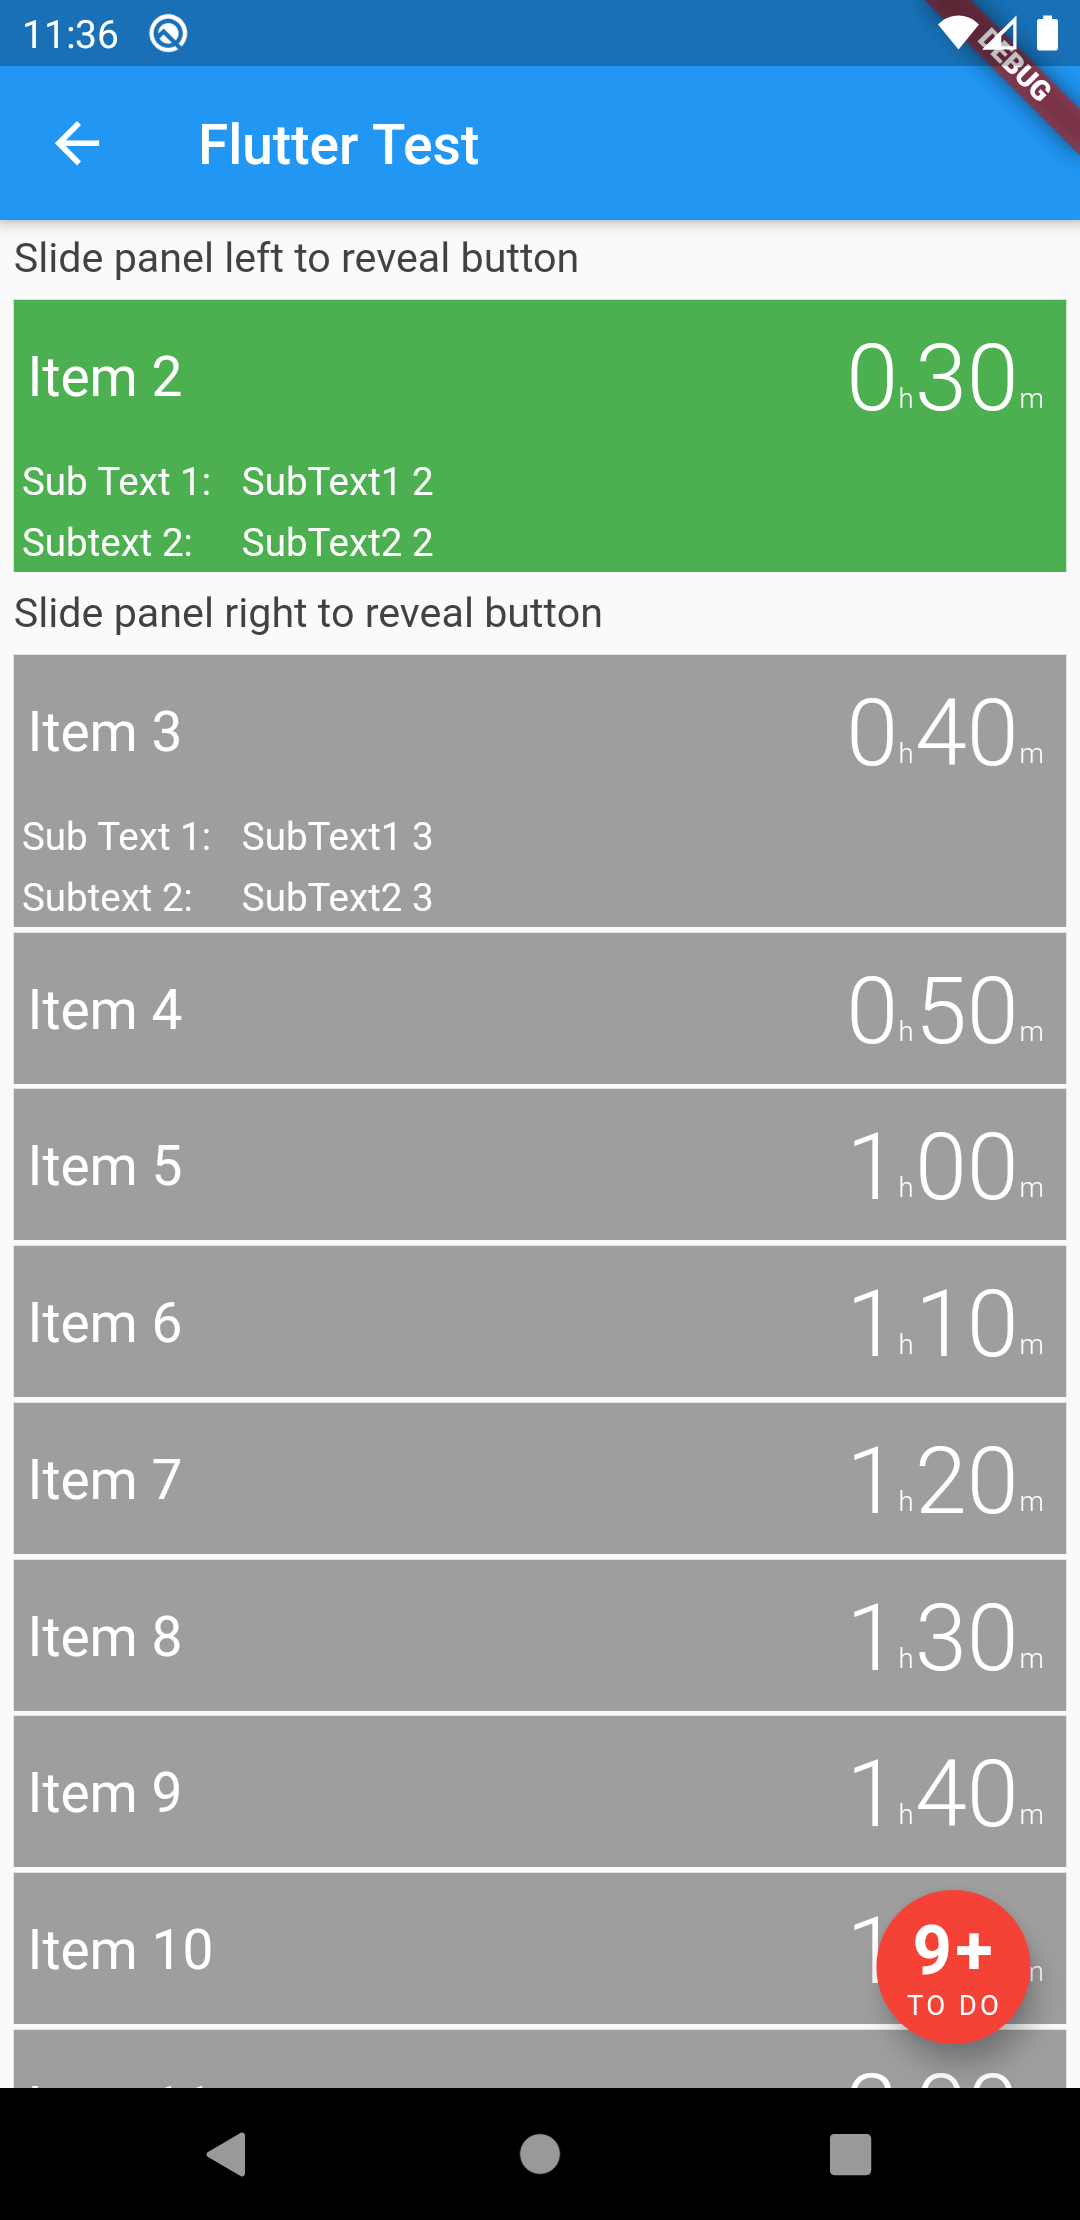 11:36
DEBUG
Flutter Test
Slide panel left to reveal button
Item 2 0h30m
Sub Text 1: SubText1 2
Subtext 2: SubText2 2
Slide panel right to reveal button
Item 3 0h40m
Sub Text 1: SubText1 3
Subtext 2: SubText2 3
Item 4 0h50m
Item 5 1h00m
Item 6 1h10m
Item 7 1h20m
Item 8 1h30m
Item 9 1h40m
Item 10 1
9+
TO DO